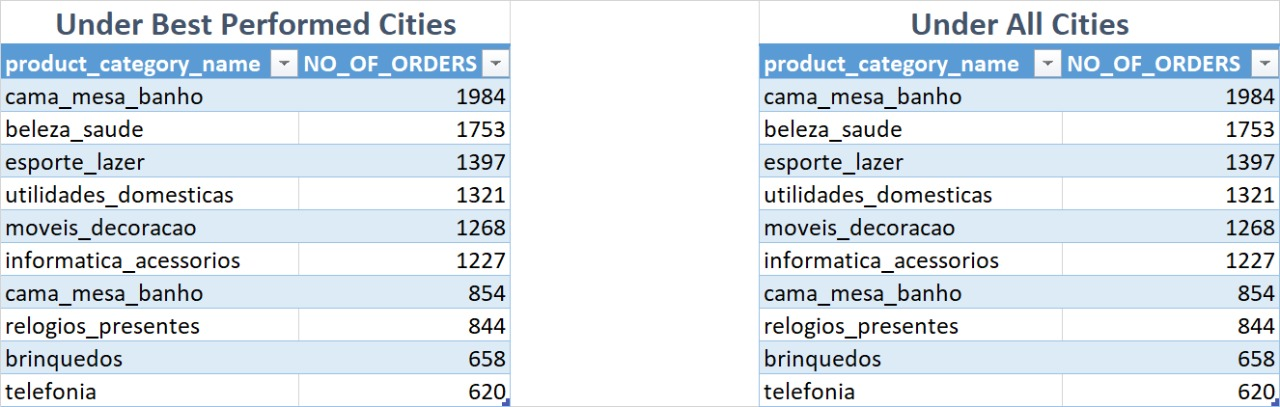 Under Best Performed Cities Under All Cities
product_category_name NO_OF_ORDERS product_category_name NO_OF_ORDERS
cama_mesa_banho 1984 cama_mesa_banho 1984
beleza_saude 1753 beleza_saude 1753
esporte_lazer 1397 esporte_lazer 1397
utilidades_domesticas 1321 utilidades_domesticas 1321
moveis_decoracao 1268 moveis_decoracao 1268
informatica_acessorios 1227 informatica_acessorios 1227
cama_mesa_banho 854 cama_mesa_banho 854
relogios_presentes 844 relogios_presentes 844
brinquedos 658 brinquedos 658
telefonia 620 telefonia 620